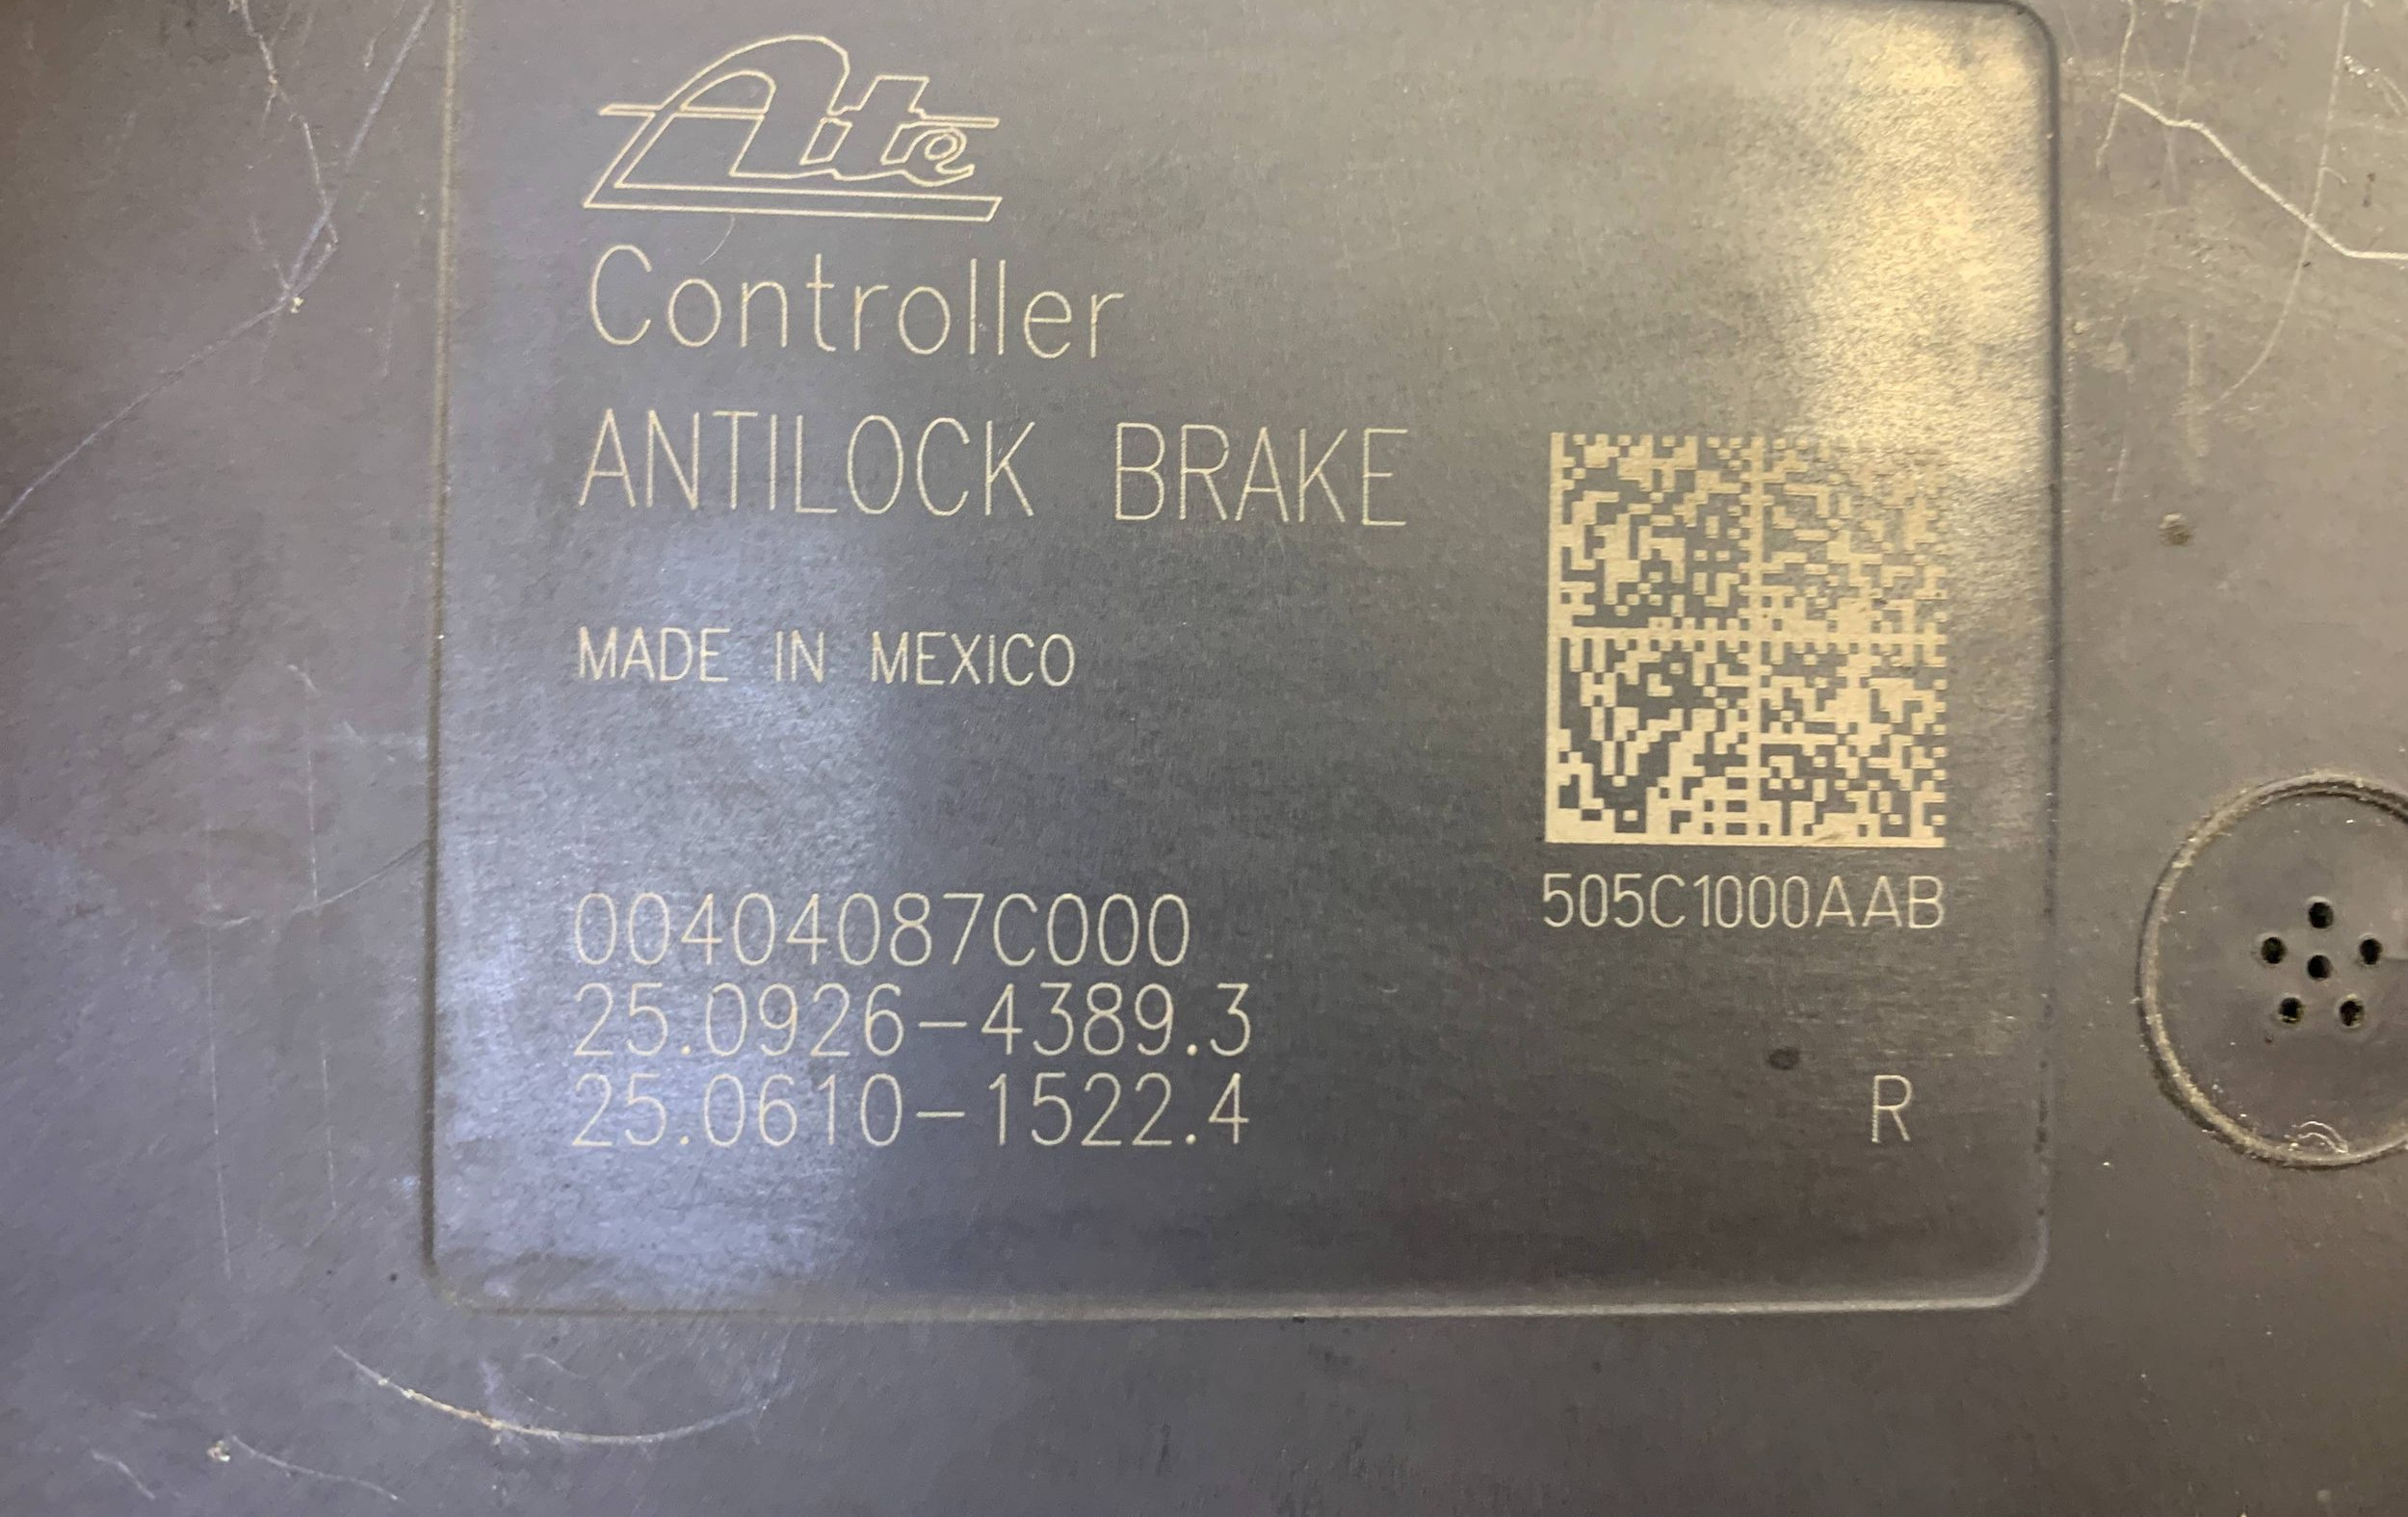 Ate
Controller
ANTILOCK BRAKE
MADE IN MEXICO
505C1000AAB
00404087C000
25.0926-4389.3
25.0610-1522.4
R